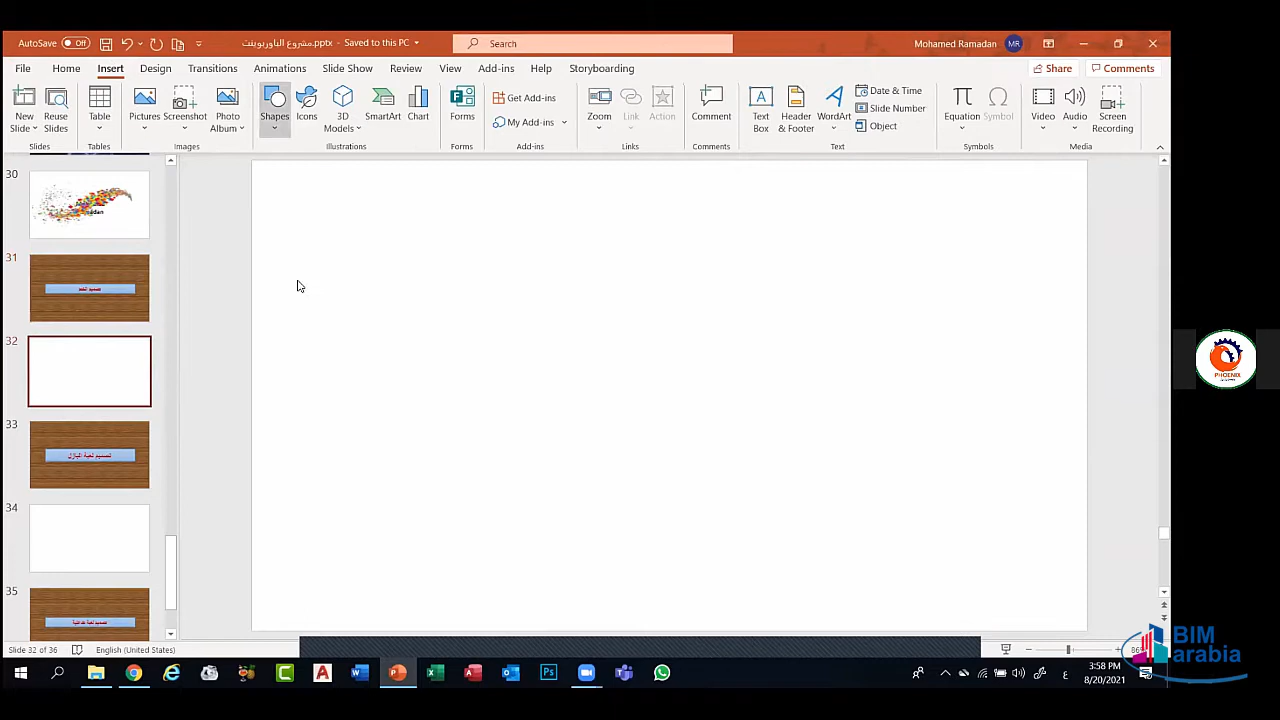 AutoSave Off مشروع الباوربوينت.pptx - Saved to this PC Search Mohamed Ramadan MR
File Home Insert Design Transitions Animations Slide Show Review View Add-ins Help Storyboarding Share Comments
New Slide Reuse Slides Table Pictures Screenshot Photo Album Shapes Icons 3D Models SmartArt Chart Forms Get Add-ins My Add-ins Zoom Link Action Comment Text Box Header & Footer WordArt Date & Time Slide Number Object Equation Symbol Video Audio Screen Recording
Slides Tables Images Illustrations Forms Add-ins Links Comments Text Symbols Media
30
31
32
33
تصميم لعبة البازل
34
35
PHOENIX
Slide 32 of 36 English (United States)
BIM
arabia
3:58 PM
8/20/2021